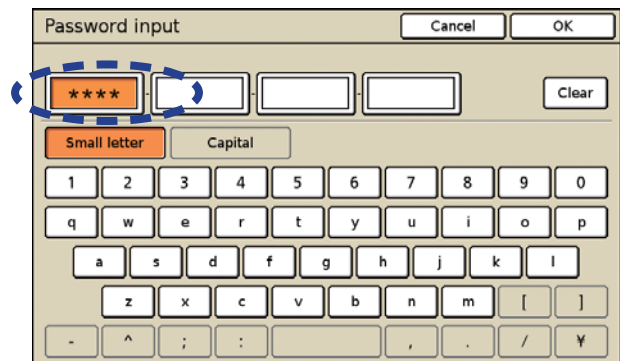 Password input Cancel OK
**** - - - Clear
Small letter Capital
1 2 3 4 5 6 7 8 9 0
q w e r t y u i o p
a s d f g h j k l
z x c v b n m [ ]
- ^ ; : , . / ¥